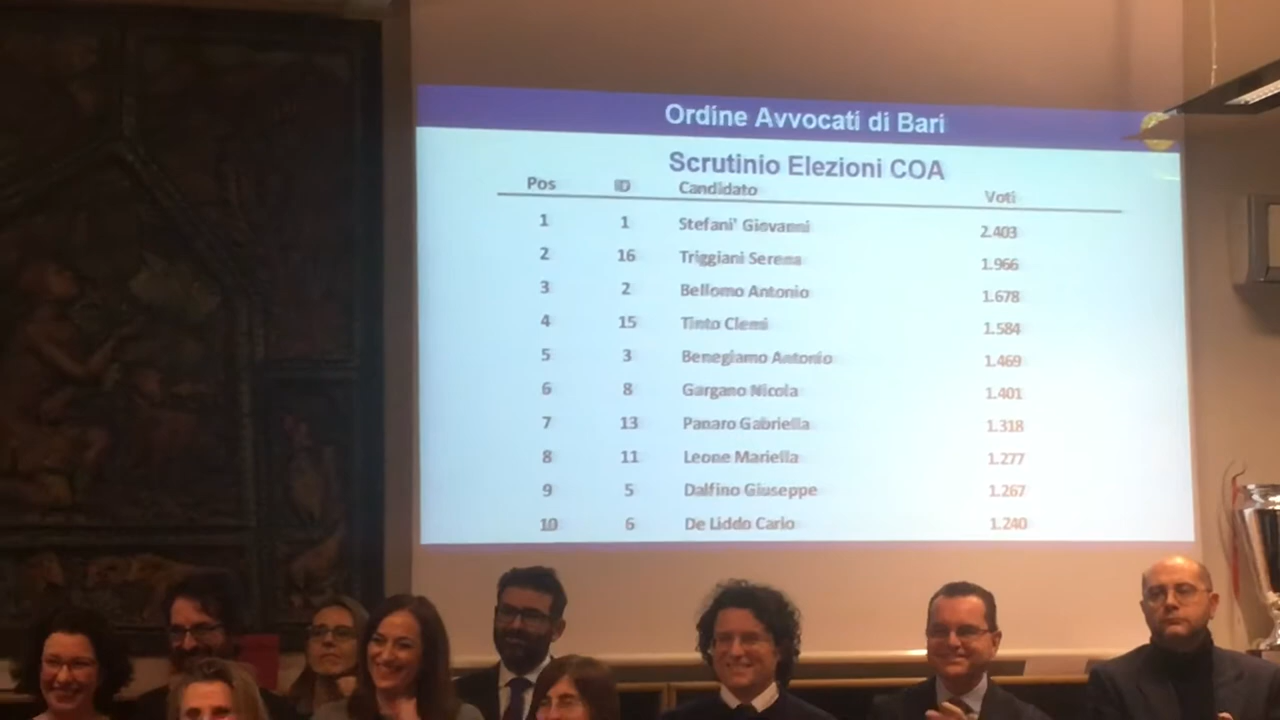 Ordine Avvocati di Bari
Scrutinio Elezioni COA
Pos ID Candidato Voti
1 1 Stefani' Giovanni 2.403
2 16 Triggiani Serena 1.966
3 2 Bellomo Antonio 1.678
4 15 Tinto Clemi 1.584
5 3 Benegiamo Antonio 1.469
6 8 Gargano Nicola 1.401
7 13 Panaro Gabriella 1.318
8 11 Leone Mariella 1.277
9 5 Dalfino Giuseppe 1.267
10 6 De Liddo Carlo 1.240